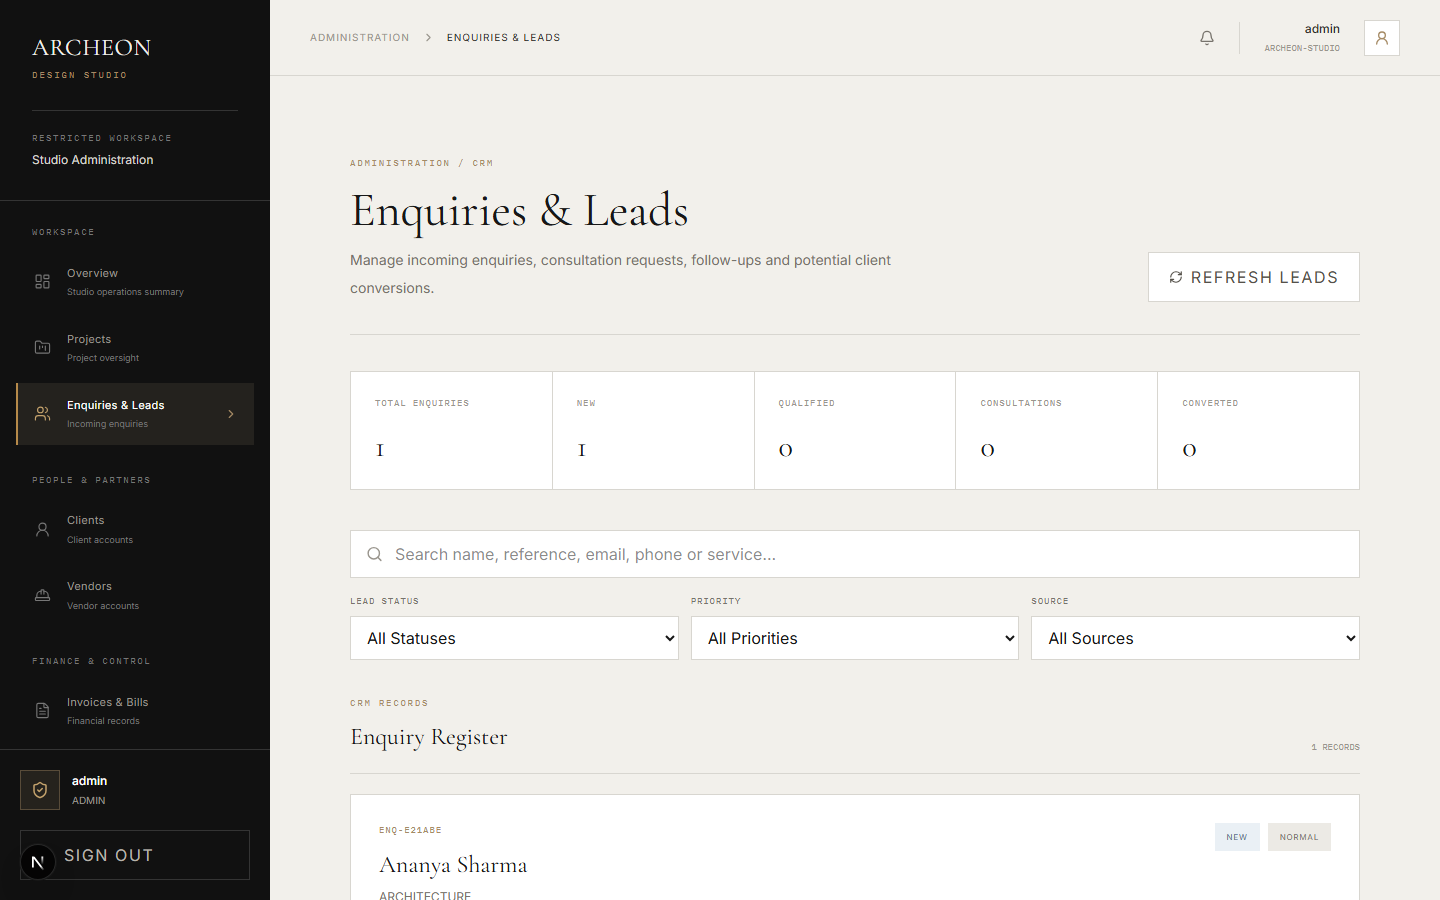 ARCHEON
DESIGN STUDIO
RESTRICTED WORKSPACE
Studio Administration
WORKSPACE
Overview
Studio operations summary
Projects
Project oversight
Enquiries & Leads
Incoming enquiries
PEOPLE & PARTNERS
Clients
Client accounts
Vendors
Vendor accounts
FINANCE & CONTROL
Invoices & Bills
Financial records
admin
ADMIN
N
SIGN OUT
ADMINISTRATION
ENQUIRIES & LEADS
admin
ARCHEON-STUDIO
ADMINISTRATION / CRM
Enquiries & Leads
Manage incoming enquiries, consultation requests, follow-ups and potential client
conversions.
REFRESH LEADS
TOTAL ENQUIRIES
1
NEW
1
QUALIFIED
0
CONSULTATIONS
0
CONVERTED
0
Search name, reference, email, phone or service...
LEAD STATUS
All Statuses
PRIORITY
All Priorities
SOURCE
All Sources
CRM RECORDS
Enquiry Register
1 RECORDS
ENQ-E21ABE
NEW
NORMAL
Ananya Sharma
ARCHITECTURE